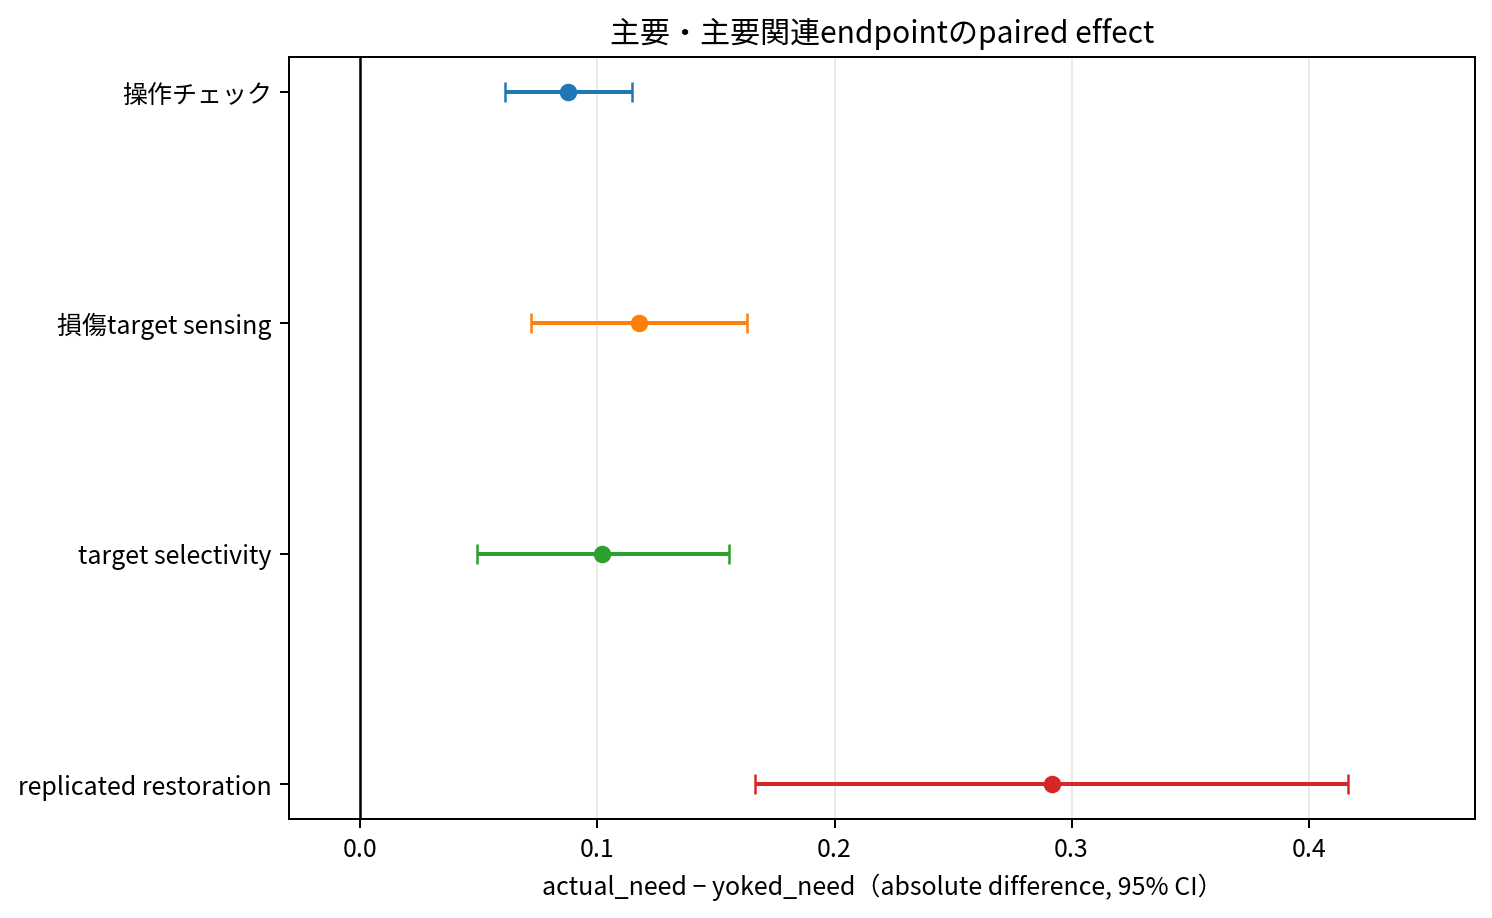 主要・主要関連endpointのpaired effect
操作チェック
損傷target sensing
target selectivity
replicated restoration
0.0 0.1 0.2 0.3 0.4
actual_need − yoked_need（absolute difference, 95% CI）